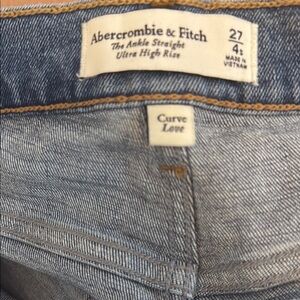 Abercrombie & Fitch
The Ankle Straight
Ultra High Rise
27
4s
MADE IN
VIETNAM
Curve
Love